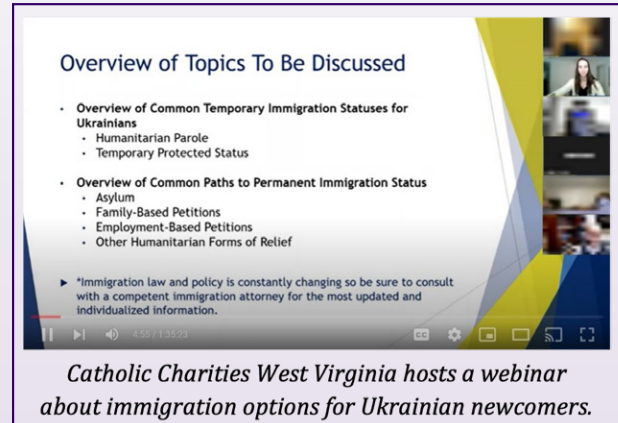 Overview of Topics To Be Discussed
• Overview of Common Temporary Immigration Statuses for
Ukrainians
• Humanitarian Parole
• Temporary Protected Status
• Overview of Common Paths to Permanent Immigration Status
• Asylum
• Family-Based Petitions
• Employment-Based Petitions
• Other Humanitarian Forms of Relief
▶ *Immigration law and policy is constantly changing so be sure to consult
with a competent immigration attorney for the most updated and
individualized information.
4:55 / 1:35:23
CC
Catholic Charities West Virginia hosts a webinar
about immigration options for Ukrainian newcomers.